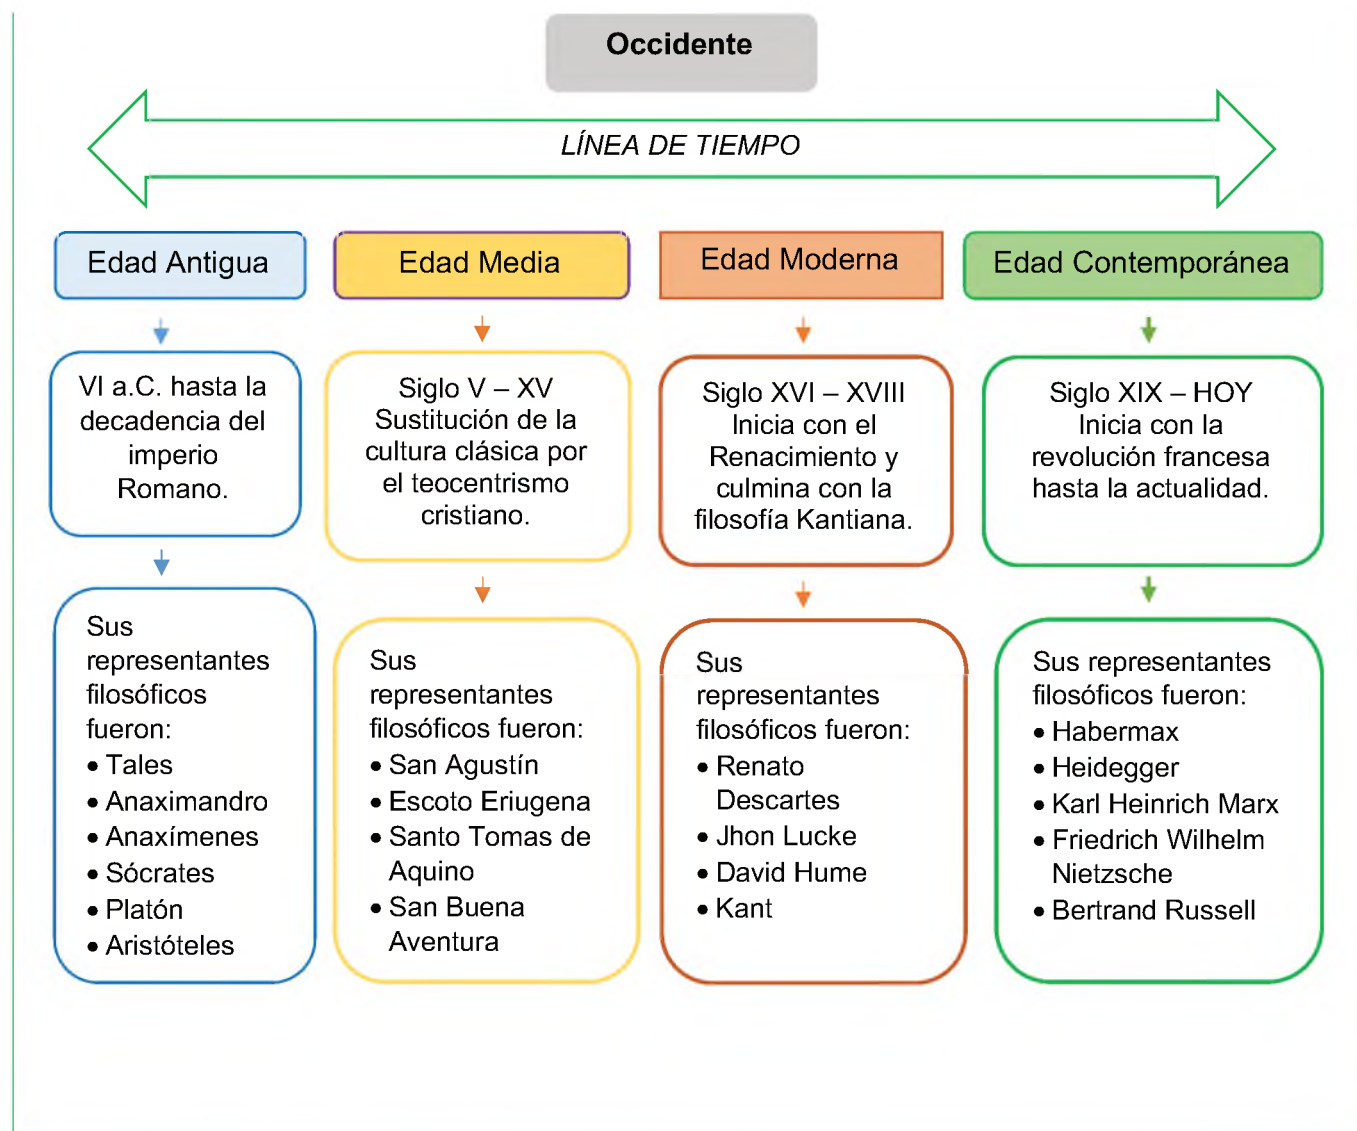 Occidente
LÍNEA DE TIEMPO
Edad Antigua
VI a.C. hasta la
decadencia del
imperio
Romano.
Sus
representantes
filosóficos
fueron:
• Tales
• Anaximandro
• Anaxímenes
• Sócrates
• Platón
• Aristóteles
Edad Media
Siglo V – XV
Sustitución de la
cultura clásica por
el teocentrismo
cristiano.
Sus
representantes
filosóficos fueron:
• San Agustín
• Escoto Eriugena
• Santo Tomas de
Aquino
• San Buena
Aventura
Edad Moderna
Siglo XVI – XVIII
Inicia con el
Renacimiento y
culmina con la
filosofía Kantiana.
Sus
representantes
filosóficos fueron:
• Renato
Descartes
• Jhon Lucke
• David Hume
• Kant
Edad Contemporánea
Siglo XIX – HOY
Inicia con la
revolución francesa
hasta la actualidad.
Sus representantes
filosóficos fueron:
• Habermax
• Heidegger
• Karl Heinrich Marx
• Friedrich Wilhelm
Nietzsche
• Bertrand Russell